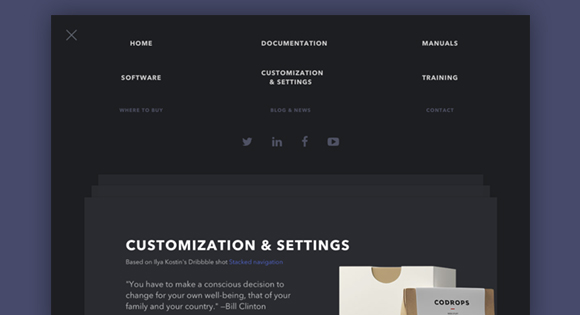 HOME DOCUMENTATION MANUALS
SOFTWARE CUSTOMIZATION & SETTINGS TRAINING
WHERE TO BUY BLOG & NEWS CONTACT
CUSTOMIZATION & SETTINGS
Based on Ilya Kostin's Dribbble shot Stacked navigation
"You have to make a conscious decision to
change for your own well-being, that of your
family and your country." –Bill Clinton
CODROPS